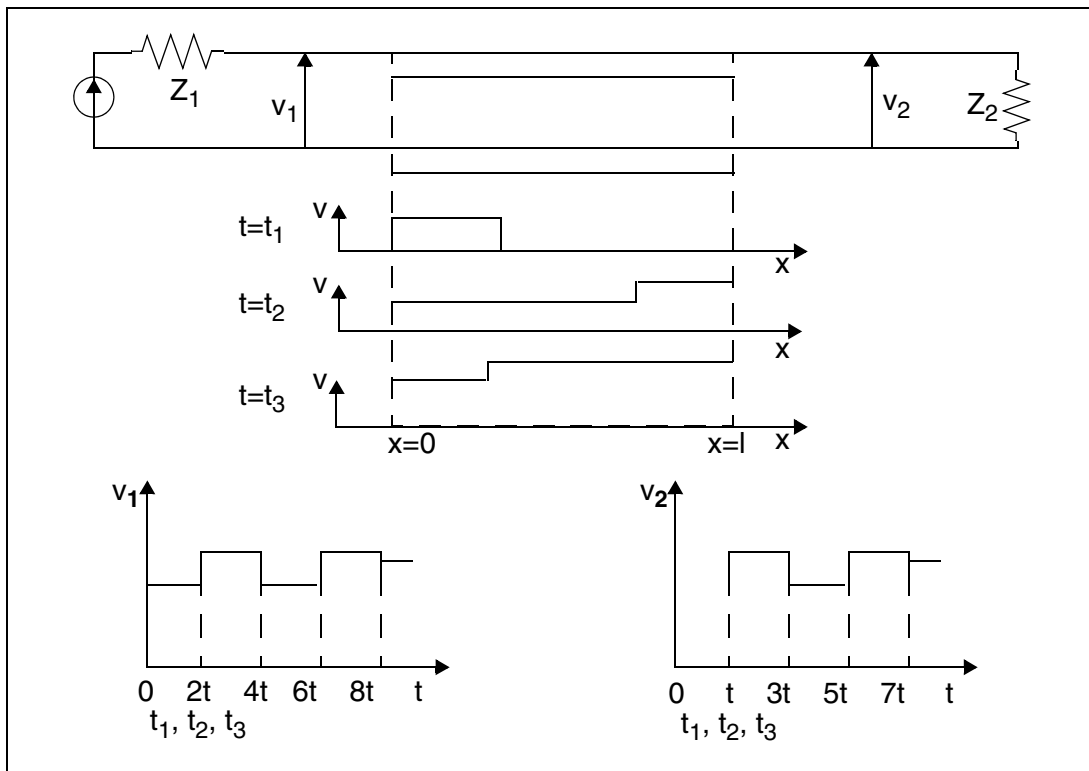 Z1
v1
v2
Z2
t=t1
v
x
t=t2
v
x
t=t3
v
x=0
x=l
x
v1
v2
0 2t 4t 6t 8t t
t1, t2, t3
0 t 3t 5t 7t t
t1, t2, t3